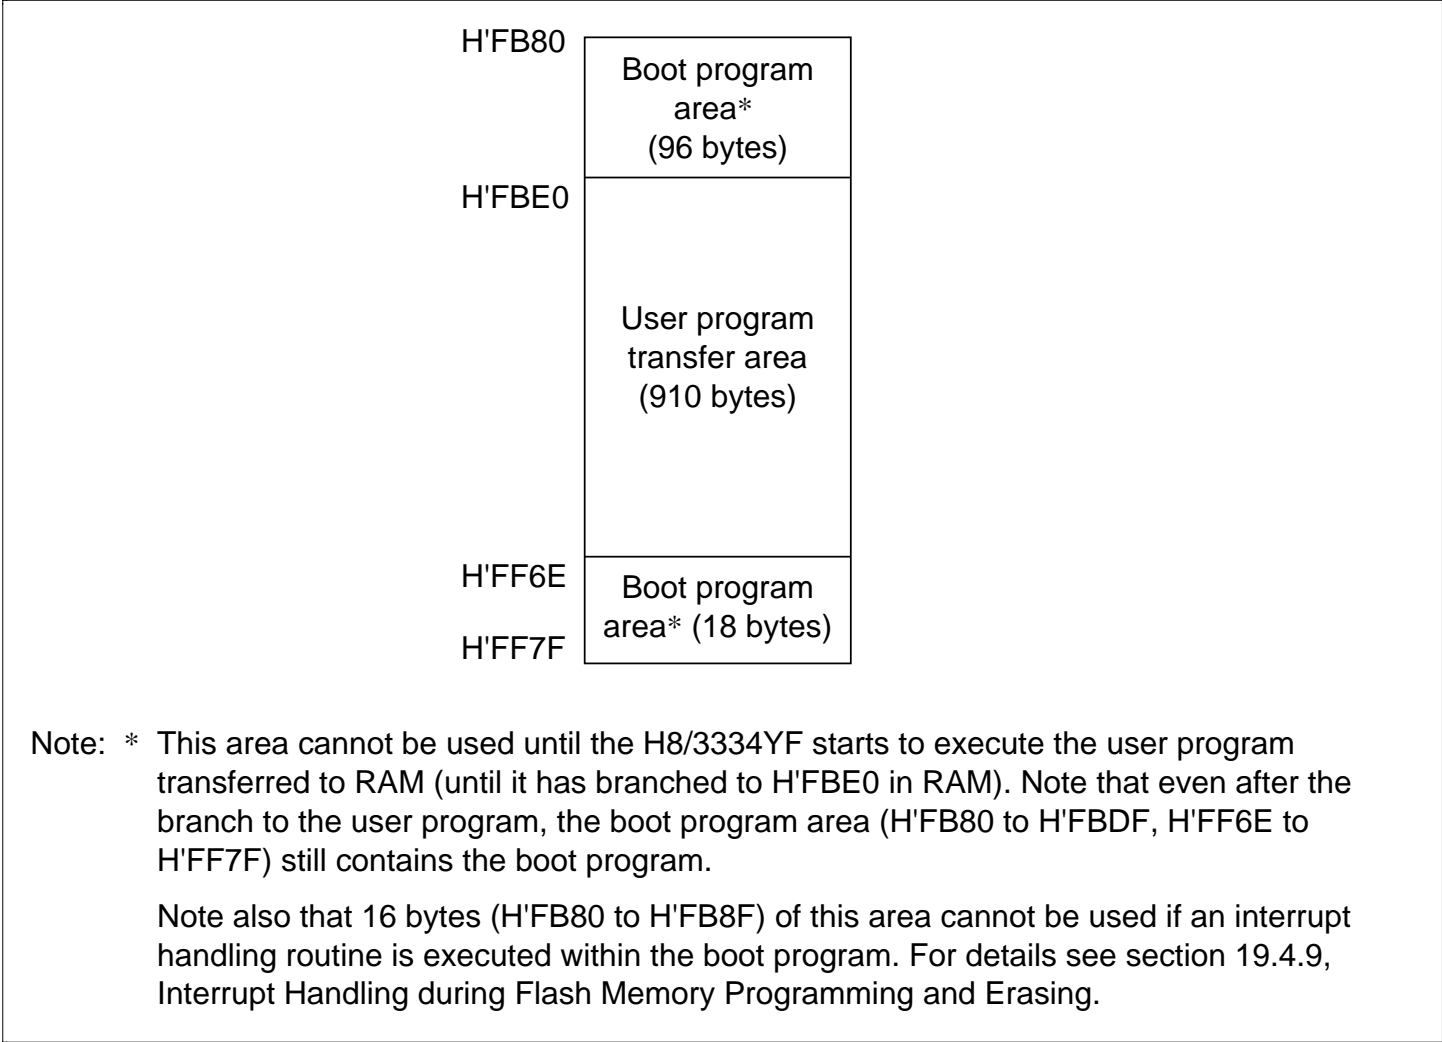 H'FB80
Boot program
area*
(96 bytes)
H'FBE0
User program
transfer area
(910 bytes)
H'FF6E
Boot program
area* (18 bytes)
H'FF7F
Note: * This area cannot be used until the H8/3334YF starts to execute the user program
transferred to RAM (until it has branched to H'FBE0 in RAM). Note that even after the
branch to the user program, the boot program area (H'FB80 to H'FBDF, H'FF6E to
H'FF7F) still contains the boot program.
Note also that 16 bytes (H'FB80 to H'FB8F) of this area cannot be used if an interrupt
handling routine is executed within the boot program. For details see section 19.4.9,
Interrupt Handling during Flash Memory Programming and Erasing.